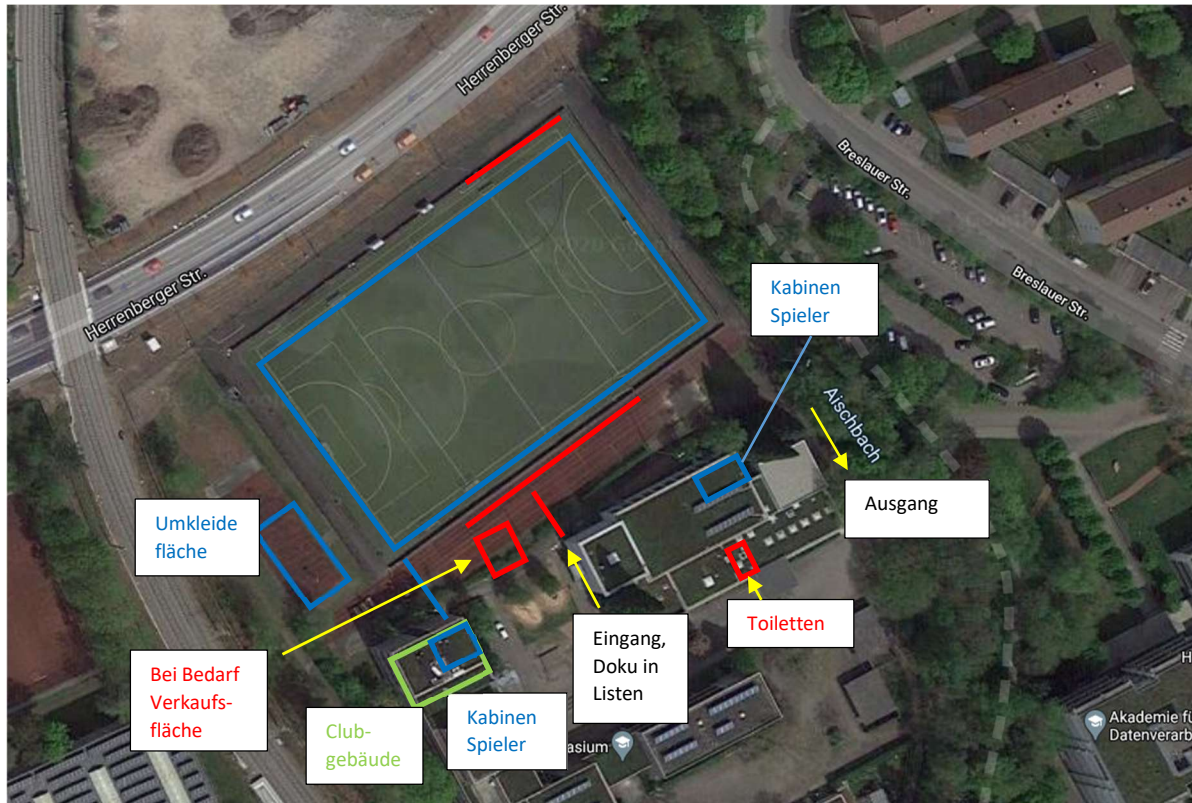 Herrenberger Str.
Breslauer Str.
Herrenberger Str.
Breslauer Str.
Kabinen
Spieler
Aischbach
Umkleide
fläche
Ausgang
Bei Bedarf
Verkaufs-
fläche
Club-
gebäude
Kabinen
Spieler
Eingang,
Doku in
Listen
Toiletten
asium
Akademie fü
Datenverarb
H